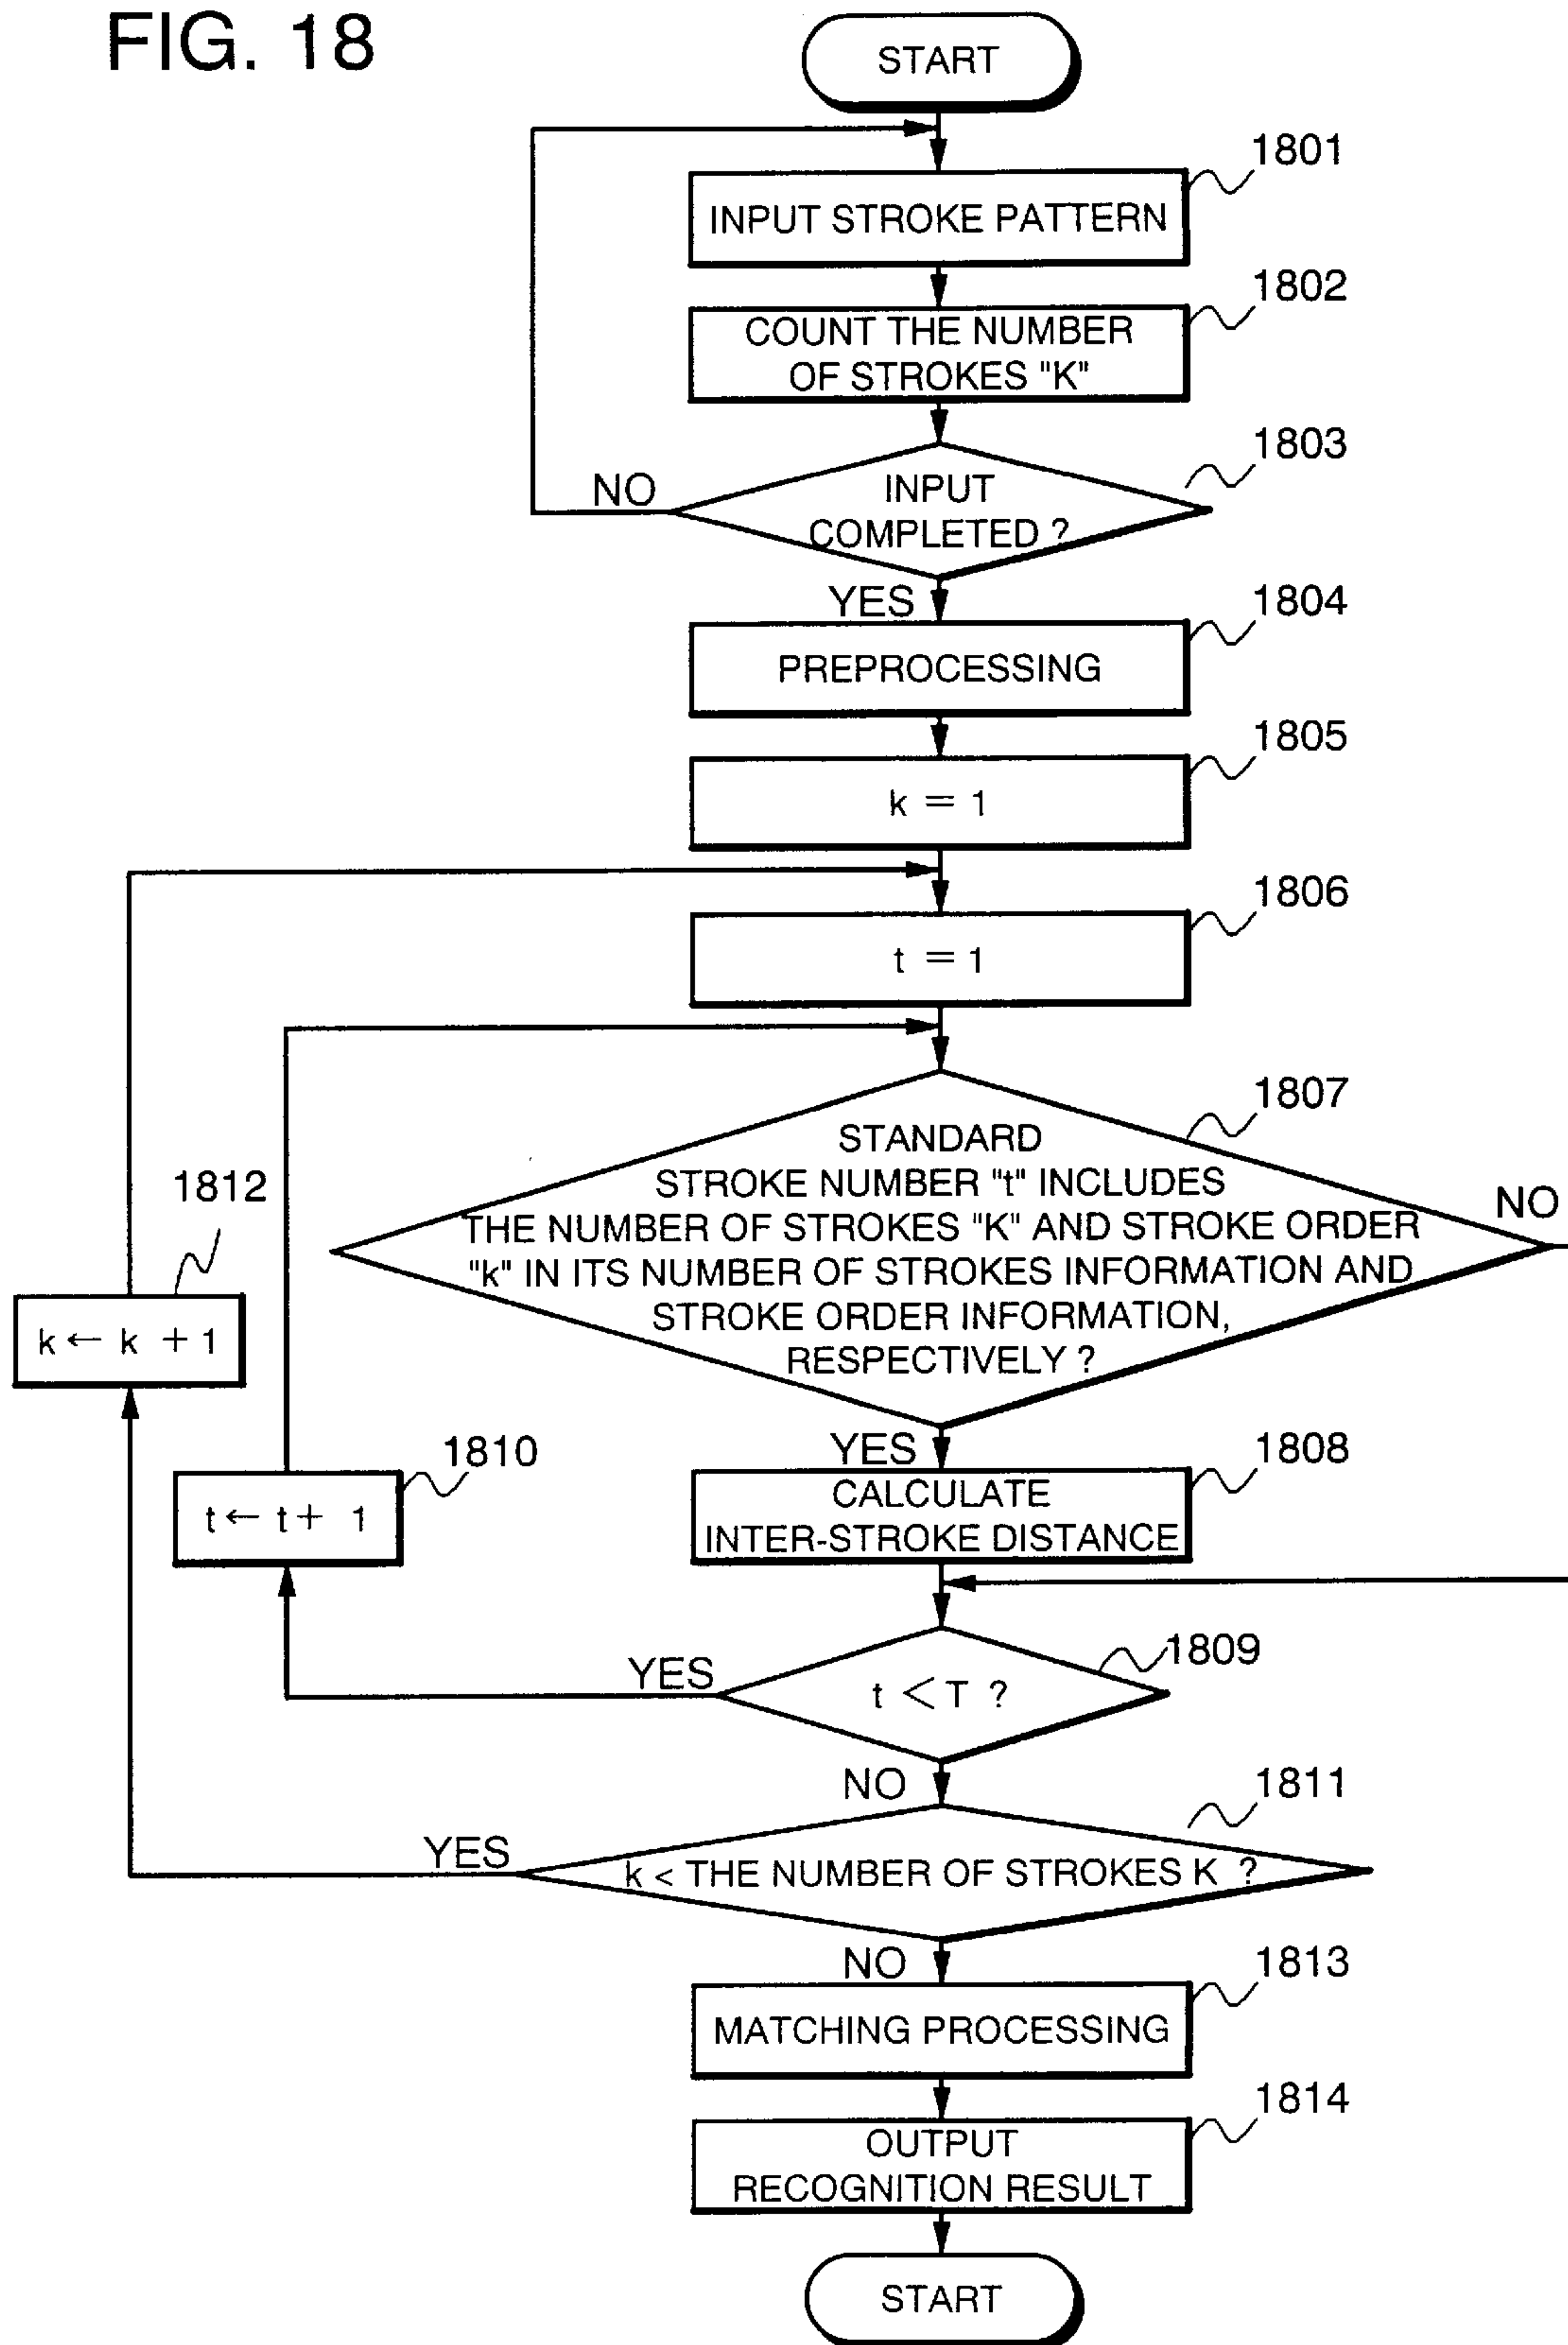 FIG. 18
START
1801
INPUT STROKE PATTERN
1802
COUNT THE NUMBER
OF STROKES "K"
1803
NO
INPUT
COMPLETED ?
YES
1804
PREPROCESSING
1805
k = 1
1806
t = 1
1807
STANDARD
STROKE NUMBER "t" INCLUDES
THE NUMBER OF STROKES "K" AND STROKE ORDER
"k" IN ITS NUMBER OF STROKES INFORMATION AND
STROKE ORDER INFORMATION,
RESPECTIVELY ?
NO
1812
k ← k + 1
YES
1808
1810
t ← t + 1
CALCULATE
INTER-STROKE DISTANCE
1809
YES
t < T ?
NO
1811
YES
k < THE NUMBER OF STROKES K ?
NO
1813
MATCHING PROCESSING
1814
OUTPUT
RECOGNITION RESULT
START